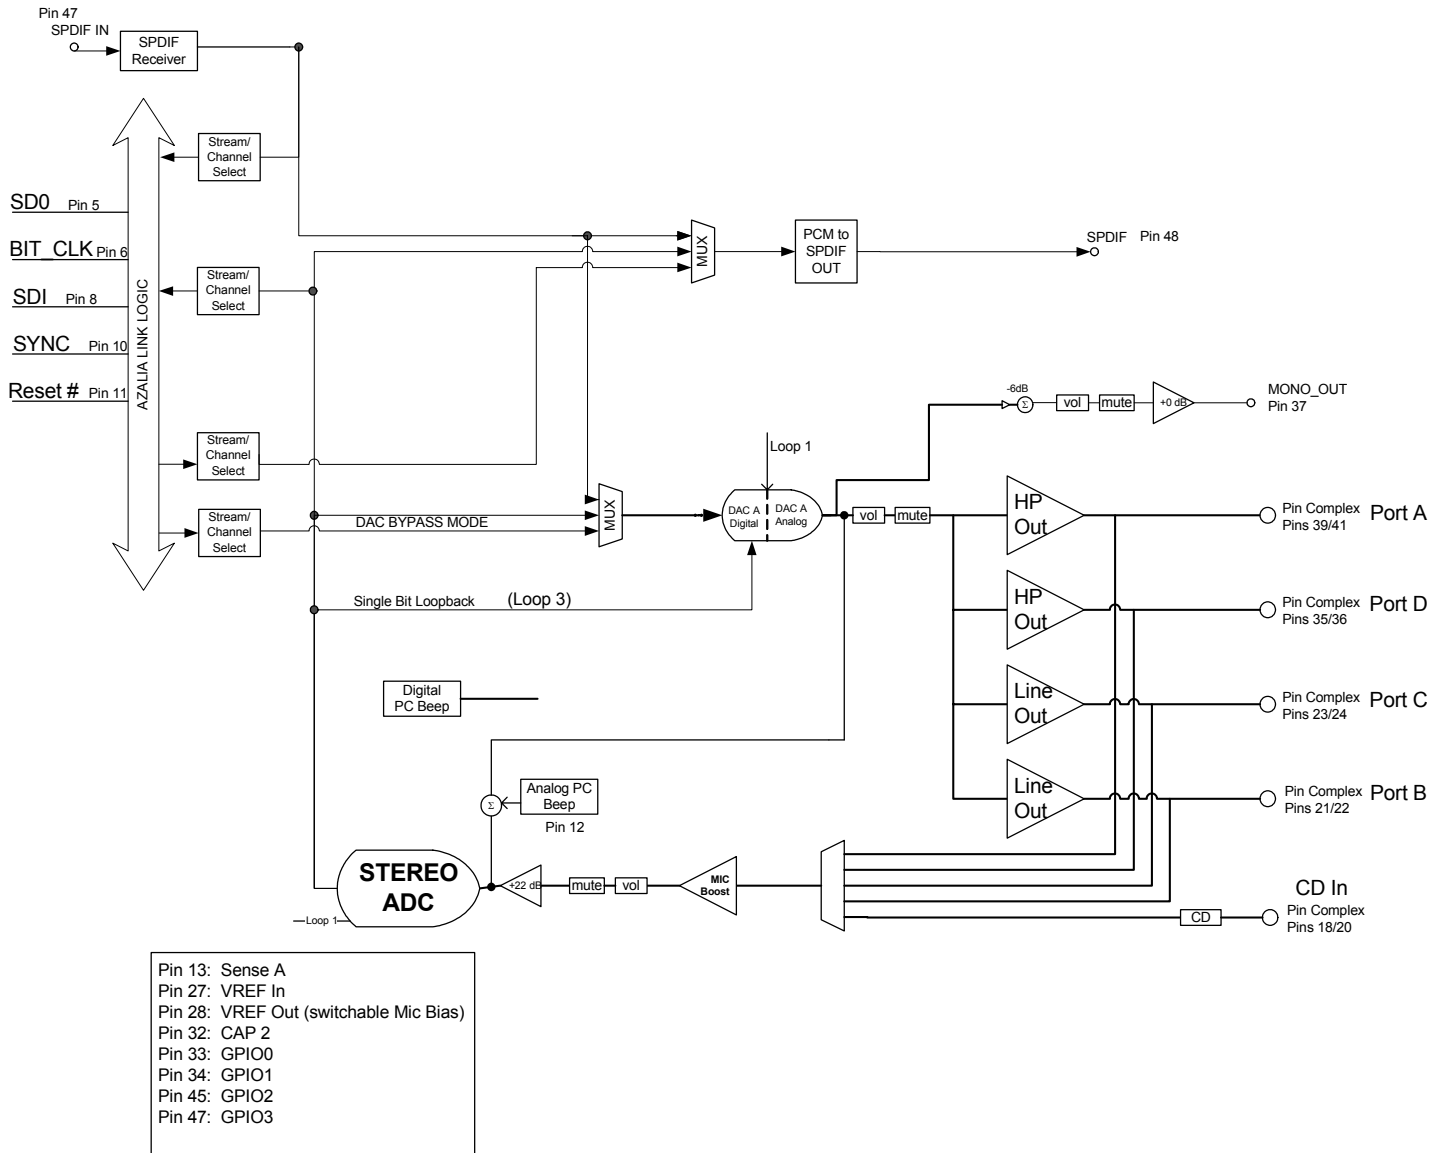 Pin 47
SPDIF IN
SPDIF
Receiver
Stream/
Channel
Select
SD0 Pin 5
BIT_CLK Pin 6
SDI Pin 8
SYNC Pin 10
Reset # Pin 11
AZALIA LINK LOGIC
Stream/
Channel
Select
MUX
PCM to
SPDIF
OUT
SPDIF Pin 48
Stream/
Channel
Select
Stream/
Channel
Select
DAC BYPASS MODE
MUX
Loop 1
DAC A
Digital
DAC A
Analog
-6dB
Σ
vol
mute
+0 dB
MONO_OUT
Pin 37
vol
mute
HP
Out
Pin Complex
Pins 39/41
Port A
Single Bit Loopback (Loop 3)
HP
Out
Pin Complex
Pins 35/36
Port D
Digital
PC Beep
Line
Out
Pin Complex
Pins 23/24
Port C
Σ
Analog PC
Beep
Pin 12
Line
Out
Pin Complex
Pins 21/22
Port B
STEREO
ADC
Loop 1
+22 dB
mute
vol
MIC
Boost
CD
CD In
Pin Complex
Pins 18/20
Pin 13: Sense A
Pin 27: VREF In
Pin 28: VREF Out (switchable Mic Bias)
Pin 32: CAP 2
Pin 33: GPIO0
Pin 34: GPIO1
Pin 45: GPIO2
Pin 47: GPIO3